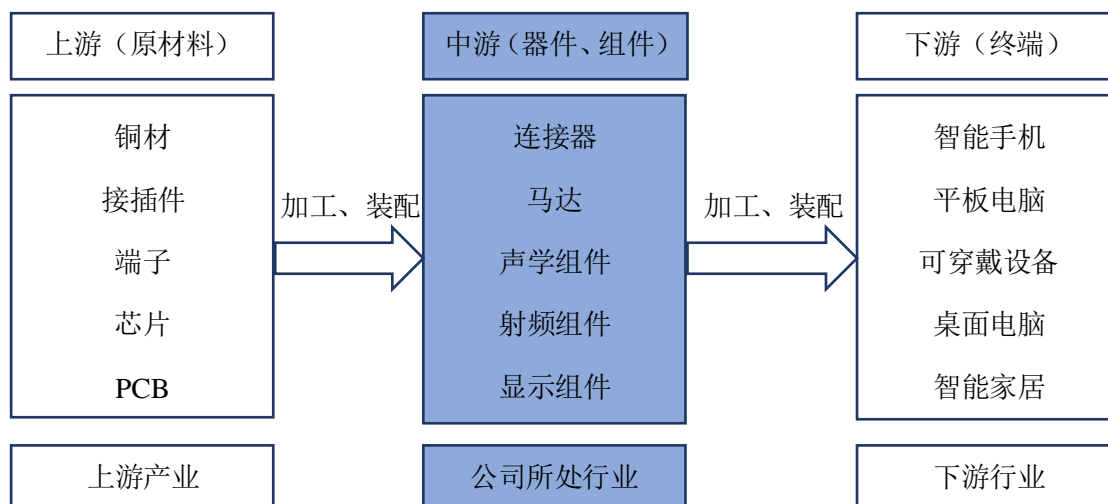 上游（原材料）
中游（器件、组件）
下游（终端）
铜材
接插件
端子
芯片
PCB
加工、装配
连接器
马达
声学组件
射频组件
显示组件
加工、装配
智能手机
平板电脑
可穿戴设备
桌面电脑
智能家居
上游产业
公司所处行业
下游行业